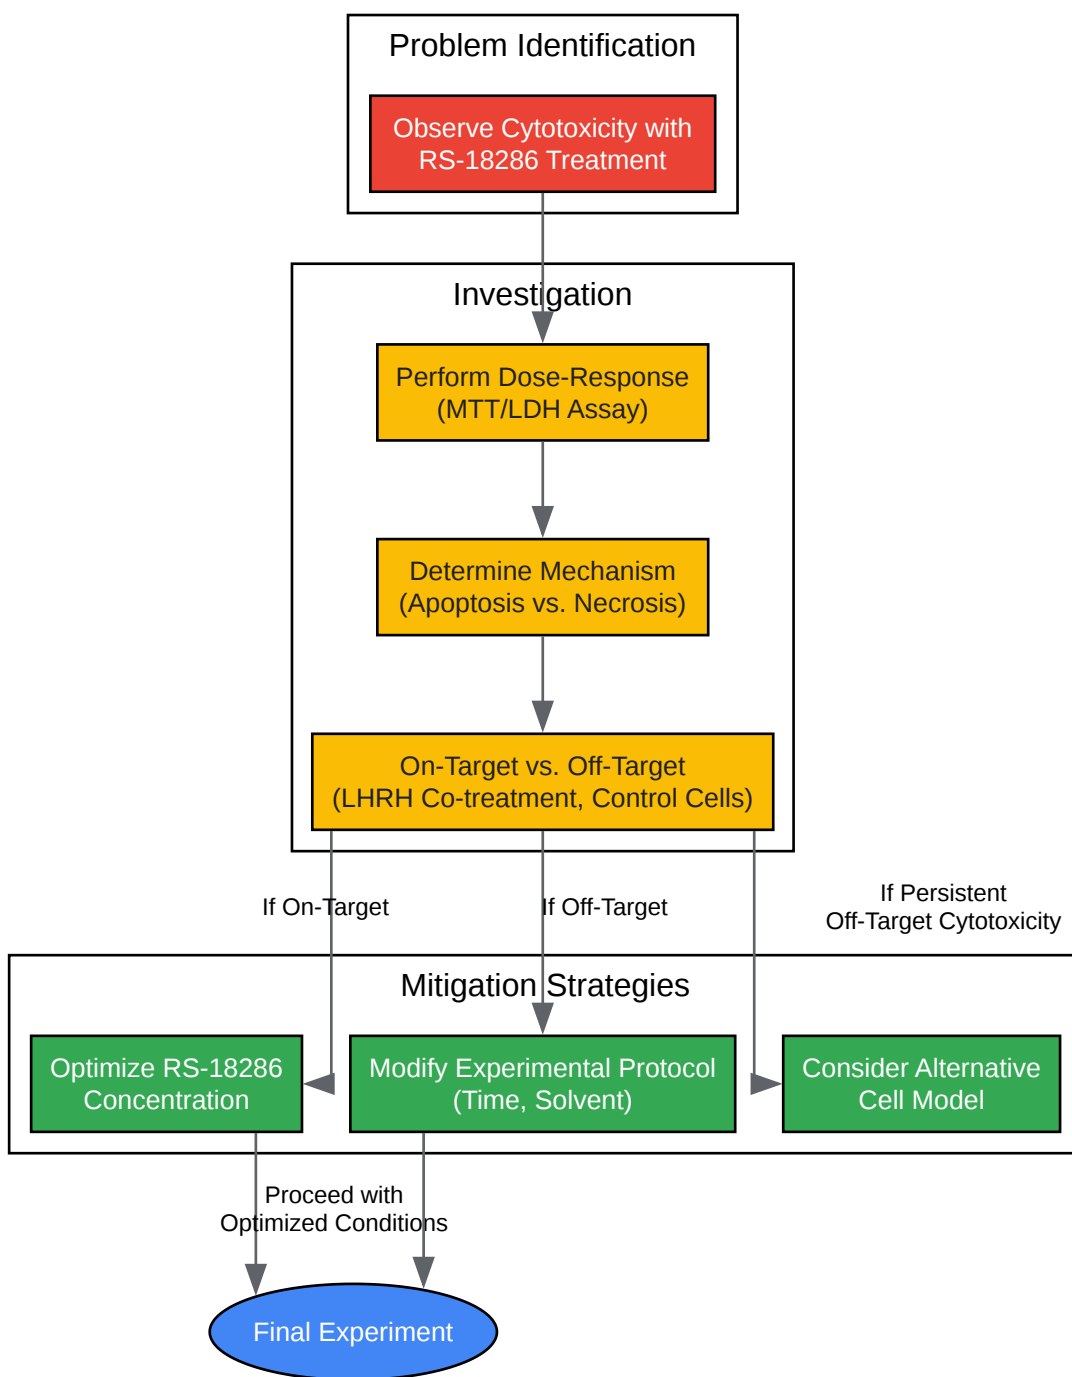 Problem Identification
Observe Cytotoxicity with
RS-18286 Treatment
Investigation
Perform Dose-Response
(MTT/LDH Assay)
Determine Mechanism
(Apoptosis vs. Necrosis)
On-Target vs. Off-Target
(LHRH Co-treatment, Control Cells)
If On-Target
If Off-Target
If Persistent
Off-Target Cytotoxicity
Mitigation Strategies
Optimize RS-18286
Concentration
Modify Experimental Protocol
(Time, Solvent)
Consider Alternative
Cell Model
Proceed with
Optimized Conditions
Final Experiment